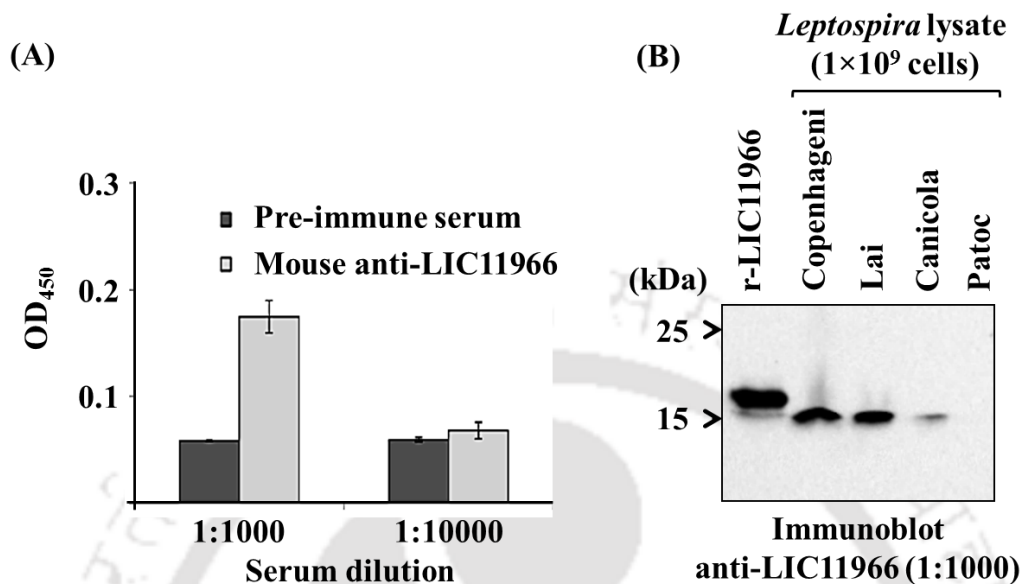 (A)
OD450
0.3
0.2
0.1
Pre-immune serum
Mouse anti-LIC11966
1:1000 1:10000
Serum dilution
(B)
Leptospira lysate
(1×10⁹ cells)
r-LIC11966
Copenhageni
Lai
Canicola
Patoc
(kDa)
25
15
Immunoblot
anti-LIC11966 (1:1000)